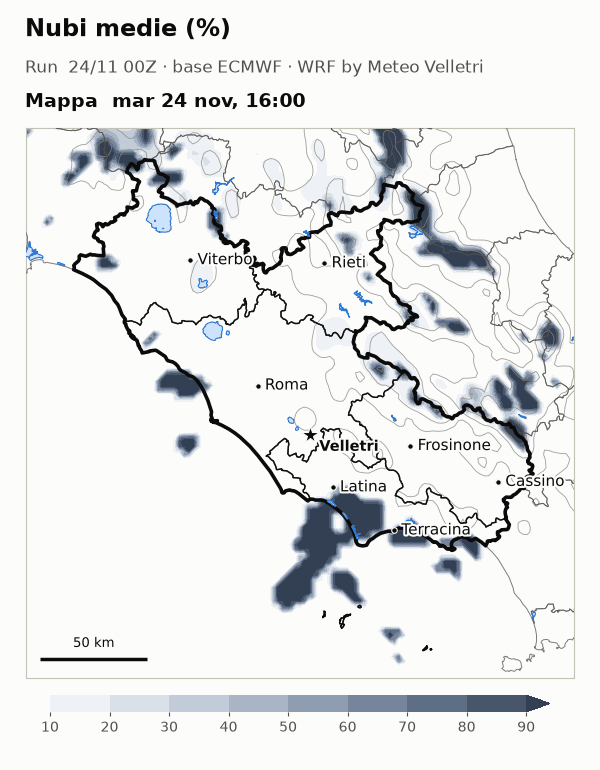 Nubi medie (%)
Run  24/11 00Z · base ECMWF · WRF by Meteo Velletri
Mappa  mar 24 nov, 16:00
Viterbo
Rieti
Roma
Velletri
Frosinone
Cassino
Latina
Terracina
50 km
10 20 30 40 50 60 70 80 90